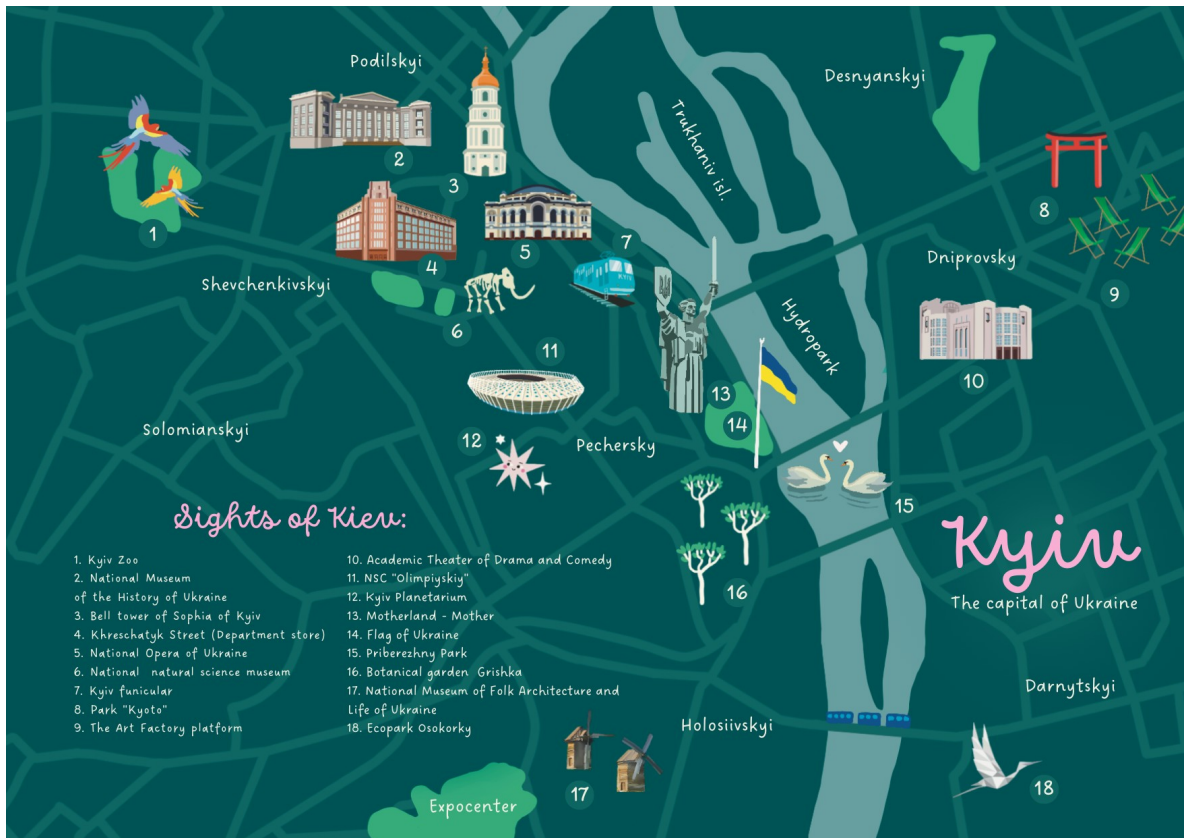 Podilskyi
Desnyanskyi
Trukhaniv isl.
2
3
8
1
5
7
4
Dniprovsky
Shevchenkivskyi
KYIV
9
6
Hydropark
11
10
13
14
Solomianskyi
12
Pechersky
15
Sights of Kiev:
Kyiv
The capital of Ukraine
1. Kyiv Zoo
2. National Museum
of the History of Ukraine
3. Bell tower of Sophia of Kyiv
4. Khreschatyk Street (Department store)
5. National Opera of Ukraine
6. National natural science museum
7. Kyiv funicular
8. Park "Kyoto"
9. The Art Factory platform
10. Academic Theater of Drama and Comedy
11. NSC "Olimpiyskiy"
12. Kyiv Planetarium
13. Motherland - Mother
14. Flag of Ukraine
15. Priberezhny Park
16. Botanical garden Grishka
17. National Museum of Folk Architecture and
Life of Ukraine
18. Ecopark Osokorky
16
Darnytskyi
Holosiivskyi
17
18
Expocenter